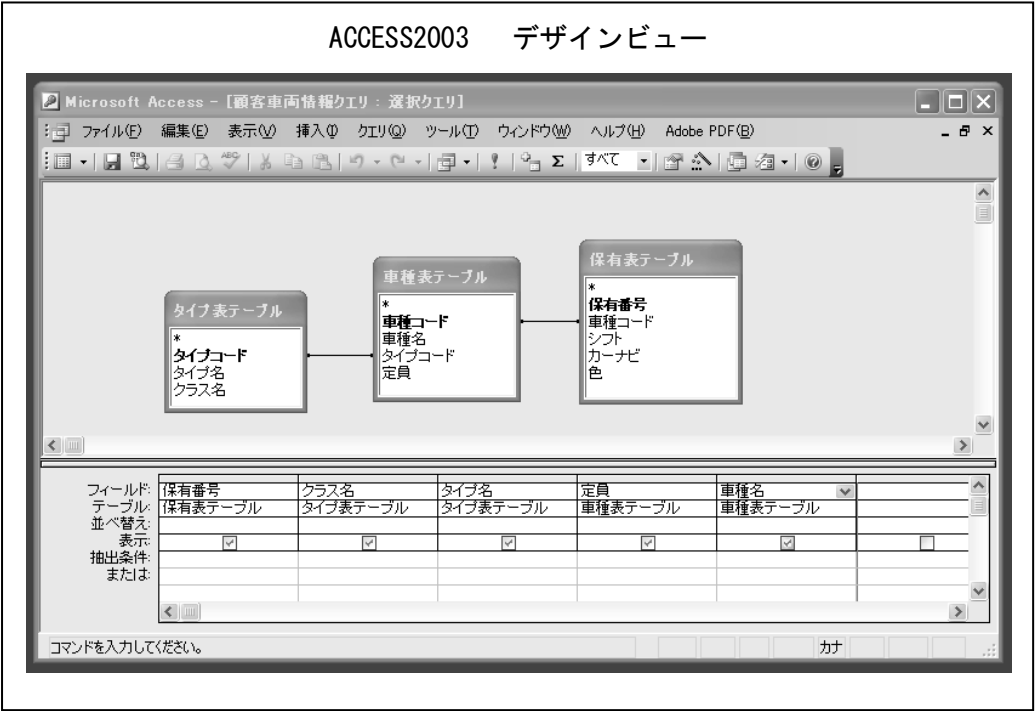 ACCESS2003 デザインビュー
Microsoft Access - [顧客車両情報クエリ : 選択クエリ]
ファイル(F) 編集(E) 表示(V) 挿入(I) クエリ(Q) ツール(T) ウィンドウ(W) ヘルプ(H) Adobe PDF(B)
すべて
タイプ表テーブル
*
タイプコード
タイプ名
クラス名
車種表テーブル
*
車種コード
車種名
タイプコード
定員
保有表テーブル
*
保有番号
車種コード
シフト
カーナビ
色
フィールド: 保有番号 クラス名 タイプ名 定員 車種名
テーブル: 保有表テーブル タイプ表テーブル タイプ表テーブル 車種表テーブル 車種表テーブル
並べ替え:
表示:
抽出条件:
または:
コマンドを入力してください。 カナ